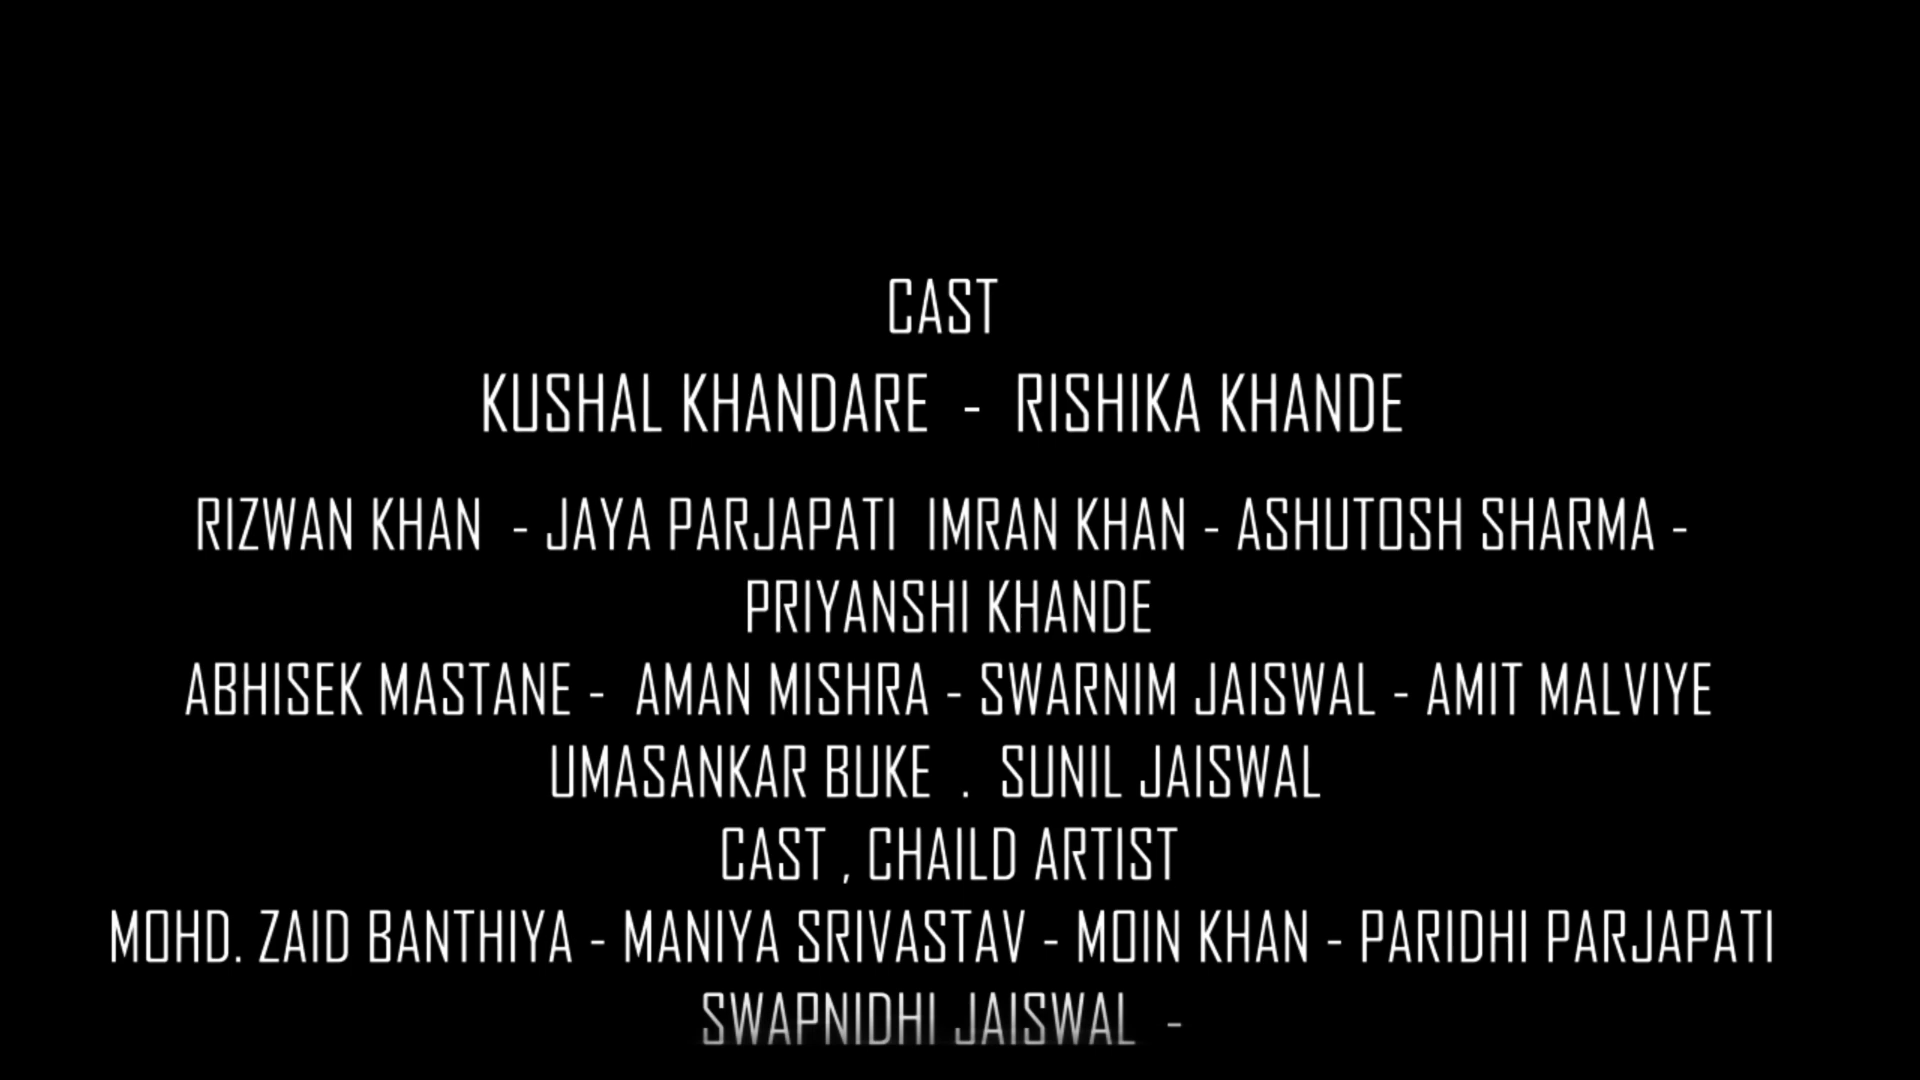 CAST
KUSHAL KHANDARE - RISHIKA KHANDE
RIZWAN KHAN - JAYA PARJAPATI IMRAN KHAN - ASHUTOSH SHARMA -
PRIYANSHI KHANDE
ABHISEK MASTANE - AMAN MISHRA - SWARNIM JAISWAL - AMIT MALVIYE
UMASANKAR BUKE . SUNIL JAISWAL
CAST , CHAILD ARTIST
MOHD. ZAID BANTHIYA - MANIYA SRIVASTAV - MOIN KHAN - PARIDHI PARJAPATI
SWAPNIDHI JAISWAL -